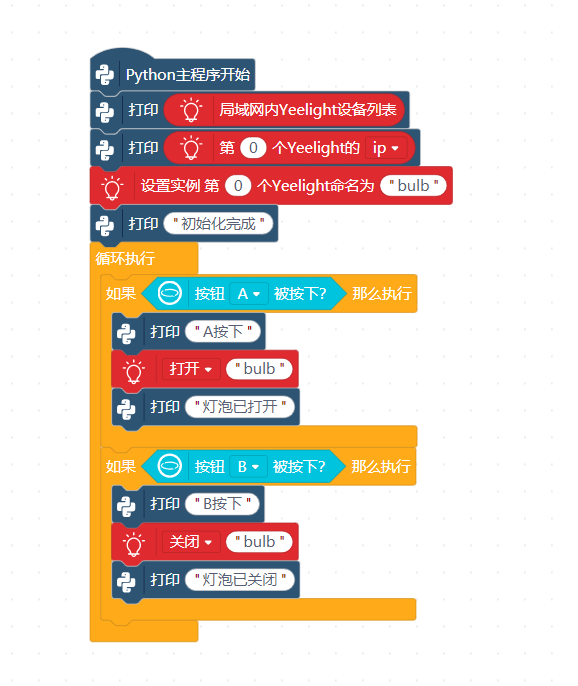 Python主程序开始
打印 局域网内Yeelight设备列表
打印 第 0 个Yeelight的 ip
设置实例 第 0 个Yeelight命名为 "bulb"
打印 "初始化完成"
循环执行
如果 按钮 A 被按下? 那么执行
打印 "A按下"
打开 "bulb"
打印 "灯泡已打开"
如果 按钮 B 被按下? 那么执行
打印 "B按下"
关闭 "bulb"
打印 "灯泡已关闭"